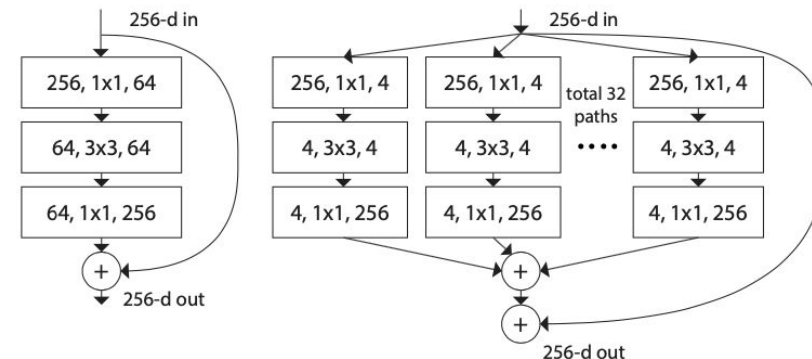 256-d in
256, 1x1, 64
64, 3x3, 64
64, 1x1, 256
+
256-d out
256-d in
256, 1x1, 4
256, 1x1, 4
total 32
paths
256, 1x1, 4
4, 3x3, 4
4, 3x3, 4
....
4, 3x3, 4
4, 1x1, 256
4, 1x1, 256
4, 1x1, 256
+
+
256-d out